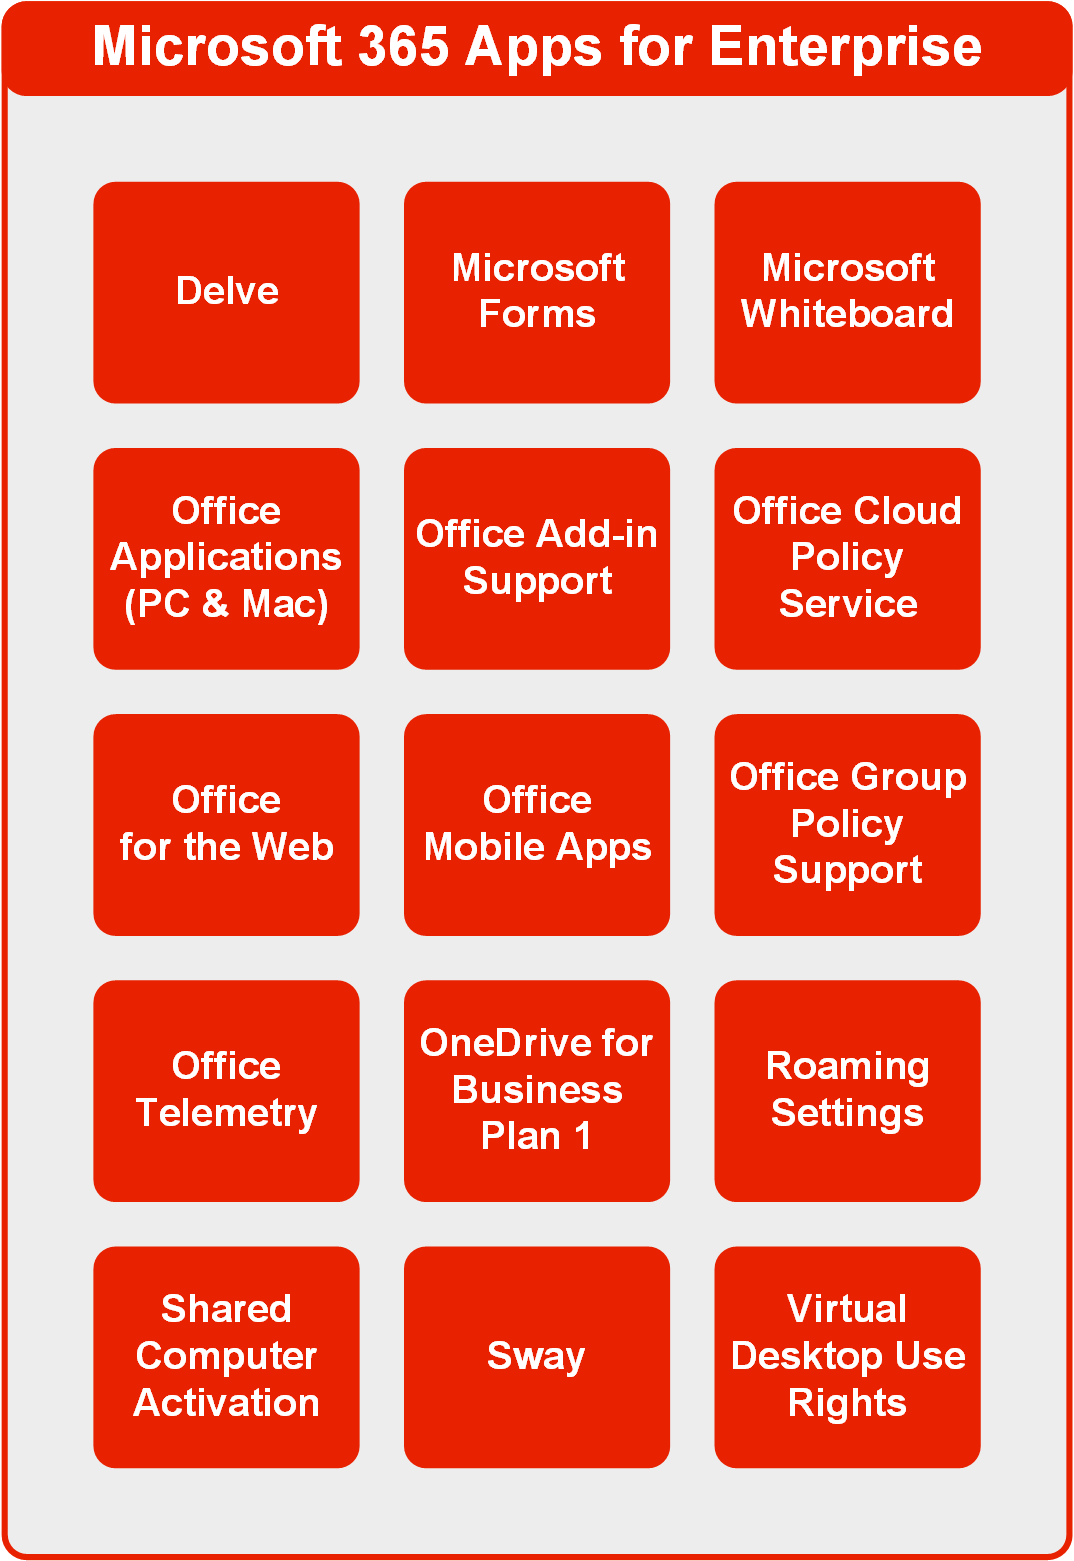 Microsoft 365 Apps for Enterprise
Delve
Microsoft
Forms
Microsoft
Whiteboard
Office
Applications
(PC & Mac)
Office Add-in
Support
Office Cloud
Policy
Service
Office
for the Web
Office
Mobile Apps
Office Group
Policy
Support
Office
Telemetry
OneDrive for
Business
Plan 1
Roaming
Settings
Shared
Computer
Activation
Sway
Virtual
Desktop Use
Rights